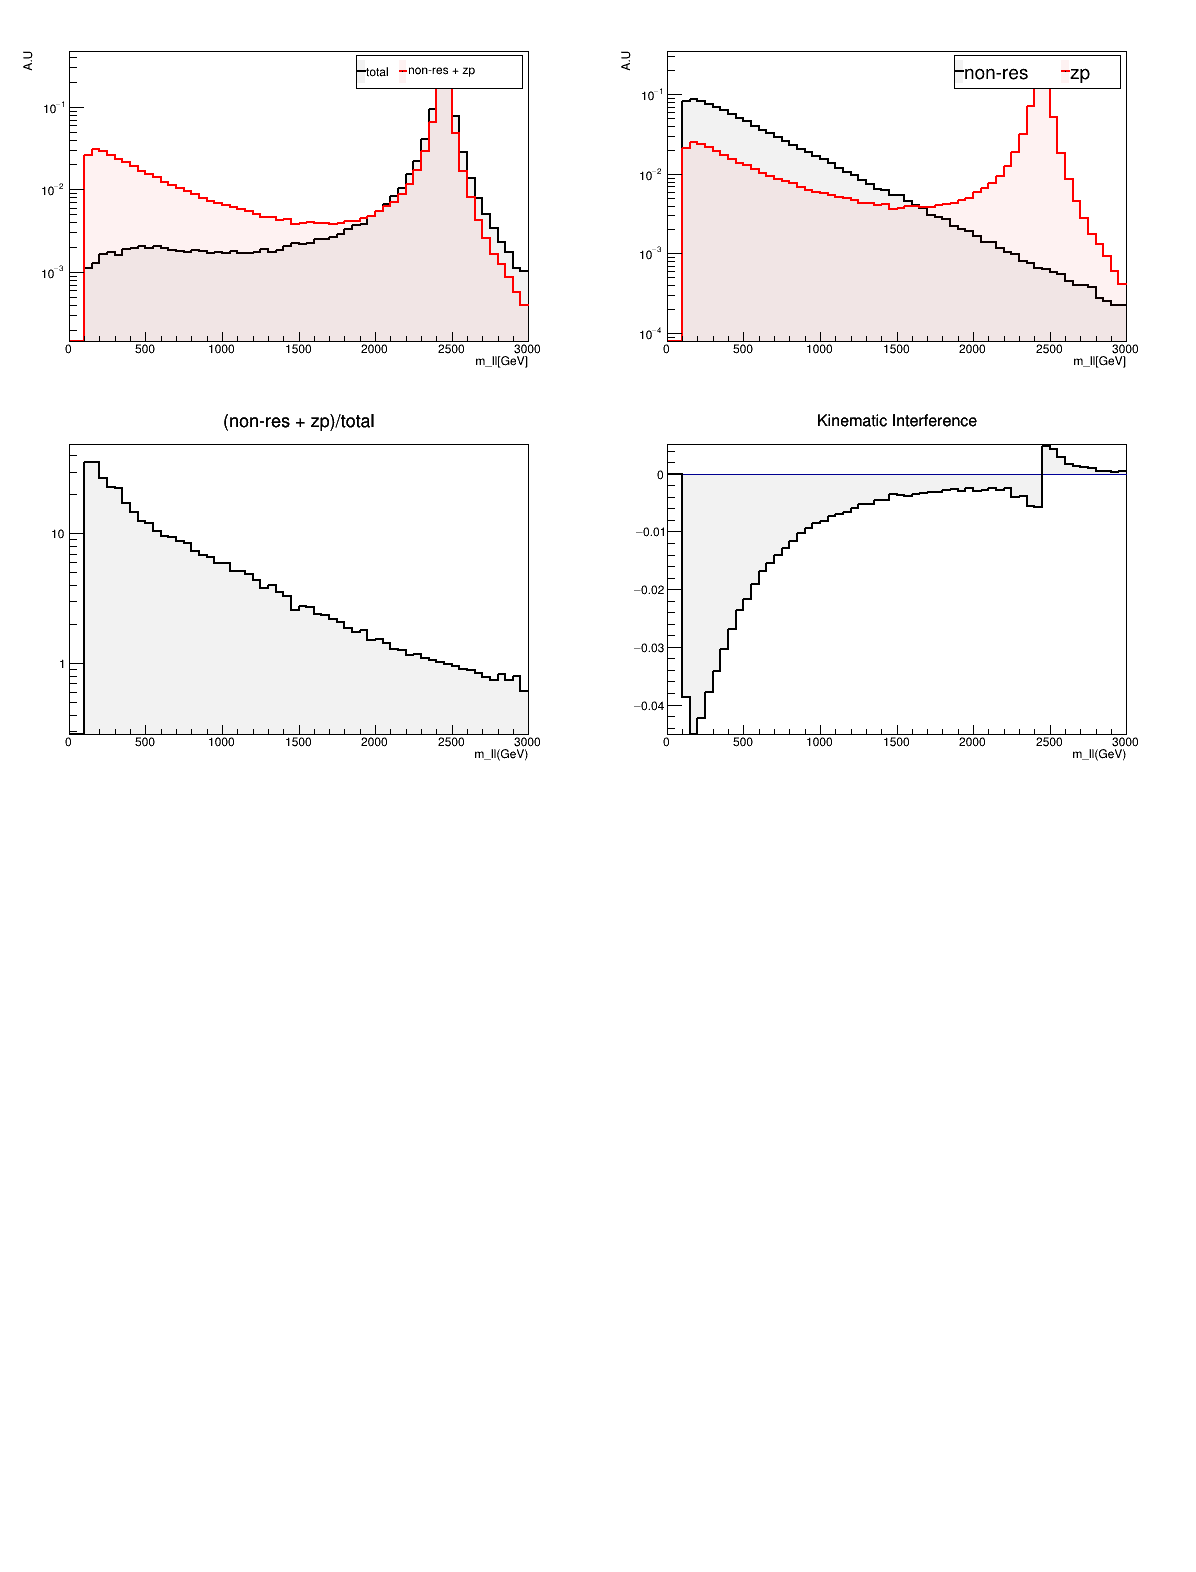 A.U
total non-res + zp
10⁻¹
10⁻²
10⁻³
0 500 1000 1500 2000 2500 3000
m_ll[GeV]
A.U
non-res zp
10⁻¹
10⁻²
10⁻³
10⁻⁴
0 500 1000 1500 2000 2500 3000
m_ll[GeV]
(non-res + zp)/total
10
1
0 500 1000 1500 2000 2500 3000
m_ll(GeV)
Kinematic Interference
0
−0.01
−0.02
−0.03
−0.04
0 500 1000 1500 2000 2500 3000
m_ll(GeV)